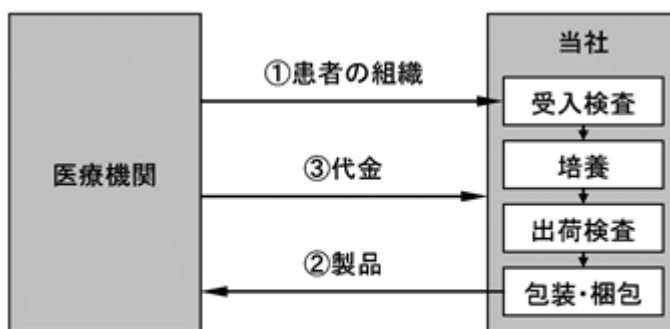 当社
①患者の組織
受入検査
医療機関
③代金
培養
出荷検査
②製品
包装・梱包